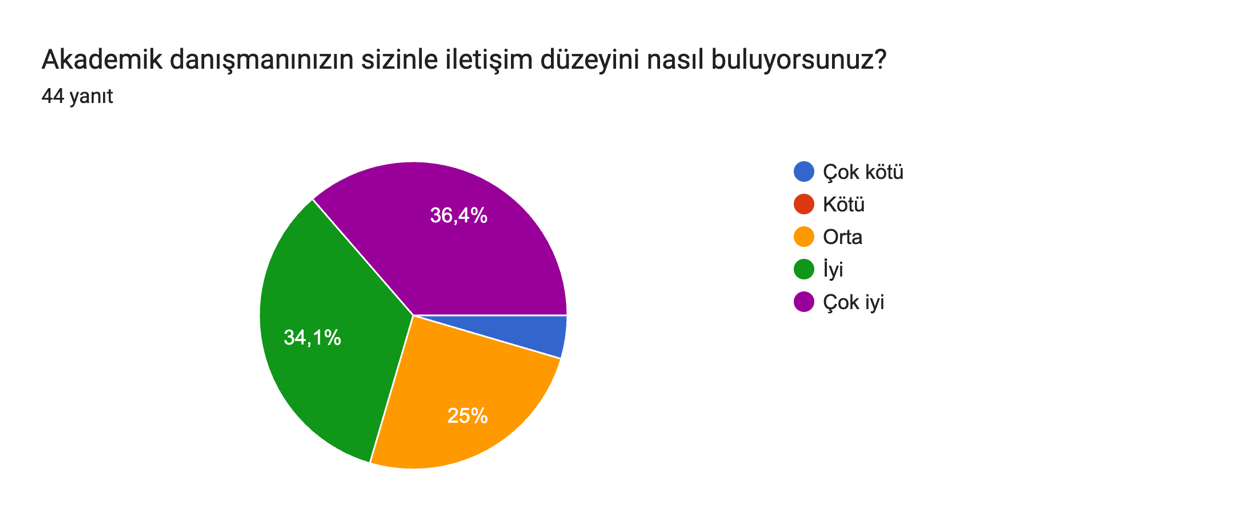 Akademik danışmanınızın sizinle iletişim düzeyini nasıl buluyorsunuz?
44 yanıt
36,4%
34,1%
25%
Çok kötü
Kötü
Orta
İyi
Çok iyi